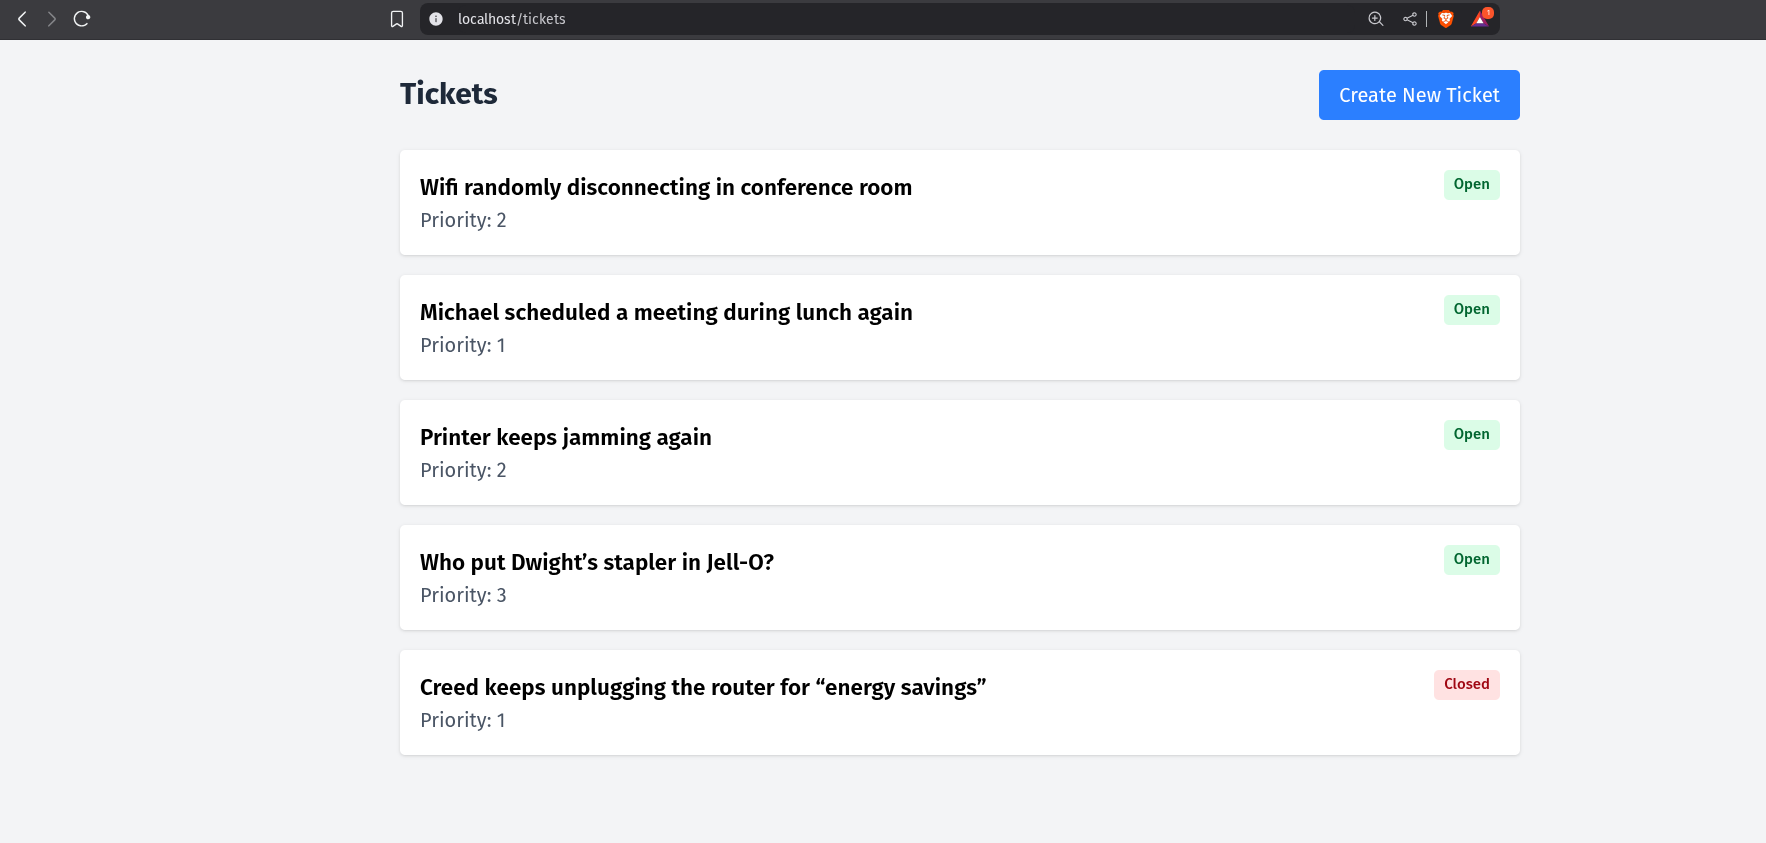 localhost/tickets
1
Tickets
Create New Ticket
Wifi randomly disconnecting in conference room
Open
Priority: 2
Michael scheduled a meeting during lunch again
Open
Priority: 1
Printer keeps jamming again
Open
Priority: 2
Who put Dwight’s stapler in Jell-O?
Open
Priority: 3
Creed keeps unplugging the router for “energy savings”
Closed
Priority: 1